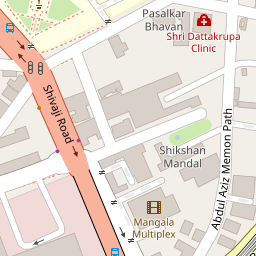 Pasalkar
Bhavan
Shri Dattakrupa
Clinic
Shivaji Road
Shikshan
Mandal
Abdul Aziz Memon Path
Mangala
Multiplex